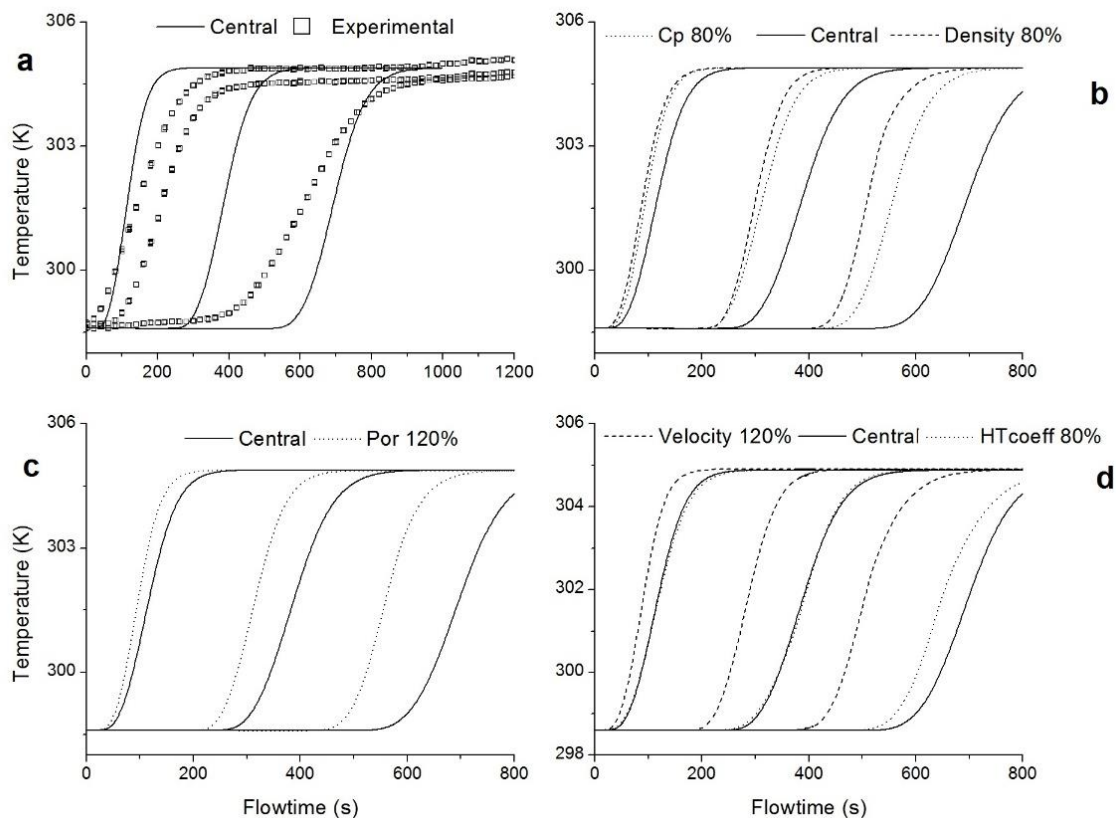 Central Experimental
a
306
303
300
Temperature (K)
0 200 400 600 800 1000 1200
Cp 80% Central Density 80%
b
306
303
300
0 200 400 600 800
Central Por 120%
c
306
303
300
Temperature (K)
0 200 400 600 800
Flowtime (s)
Velocity 120% Central HTcoeff 80%
d
306
304
302
300
298
0 200 400 600 800
Flowtime (s)